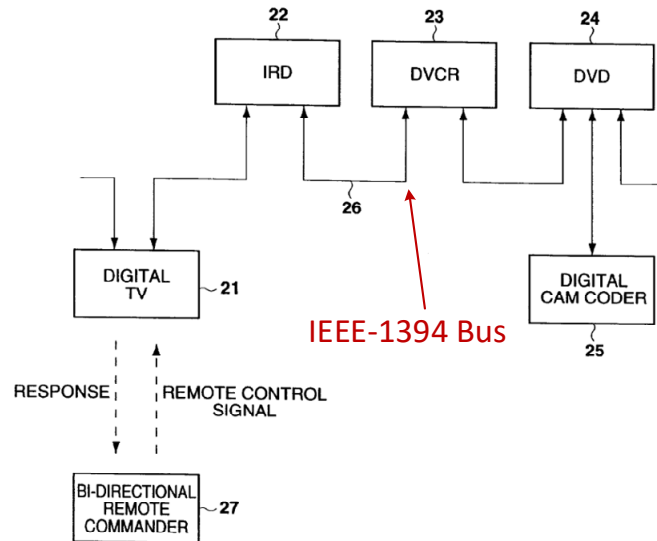 22
IRD
23
DVCR
24
DVD
26
DIGITAL
TV
21
IEEE-1394 Bus
DIGITAL
CAM CODER
25
RESPONSE
REMOTE CONTROL
SIGNAL
BI-DIRECTIONAL
REMOTE
COMMANDER
27